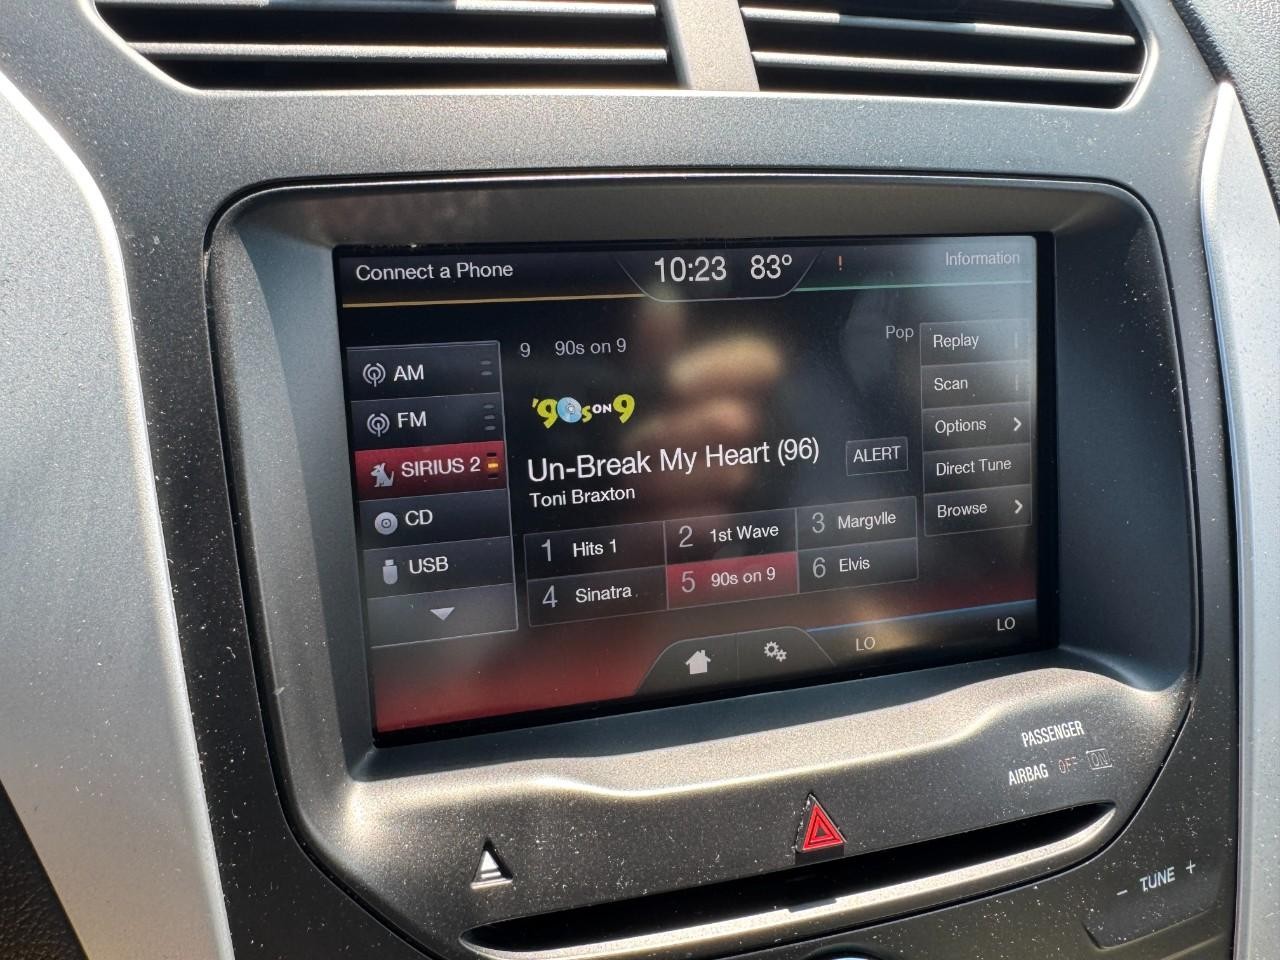 Connect a Phone
10:23 83° !
Information
AM
FM
SIRIUS 2
CD
USB
9 90s on 9
Pop
'90s ON 9
Un-Break My Heart (96)
ALERT
Toni Braxton
1 Hits 1
2 1st Wave
3 Margvlle
4 Sinatra
5 90s on 9
6 Elvis
Replay
Scan
Options >
Direct Tune
Browse >
LO
LO
PASSENGER
AIRBAG OFF ON
- TUNE +